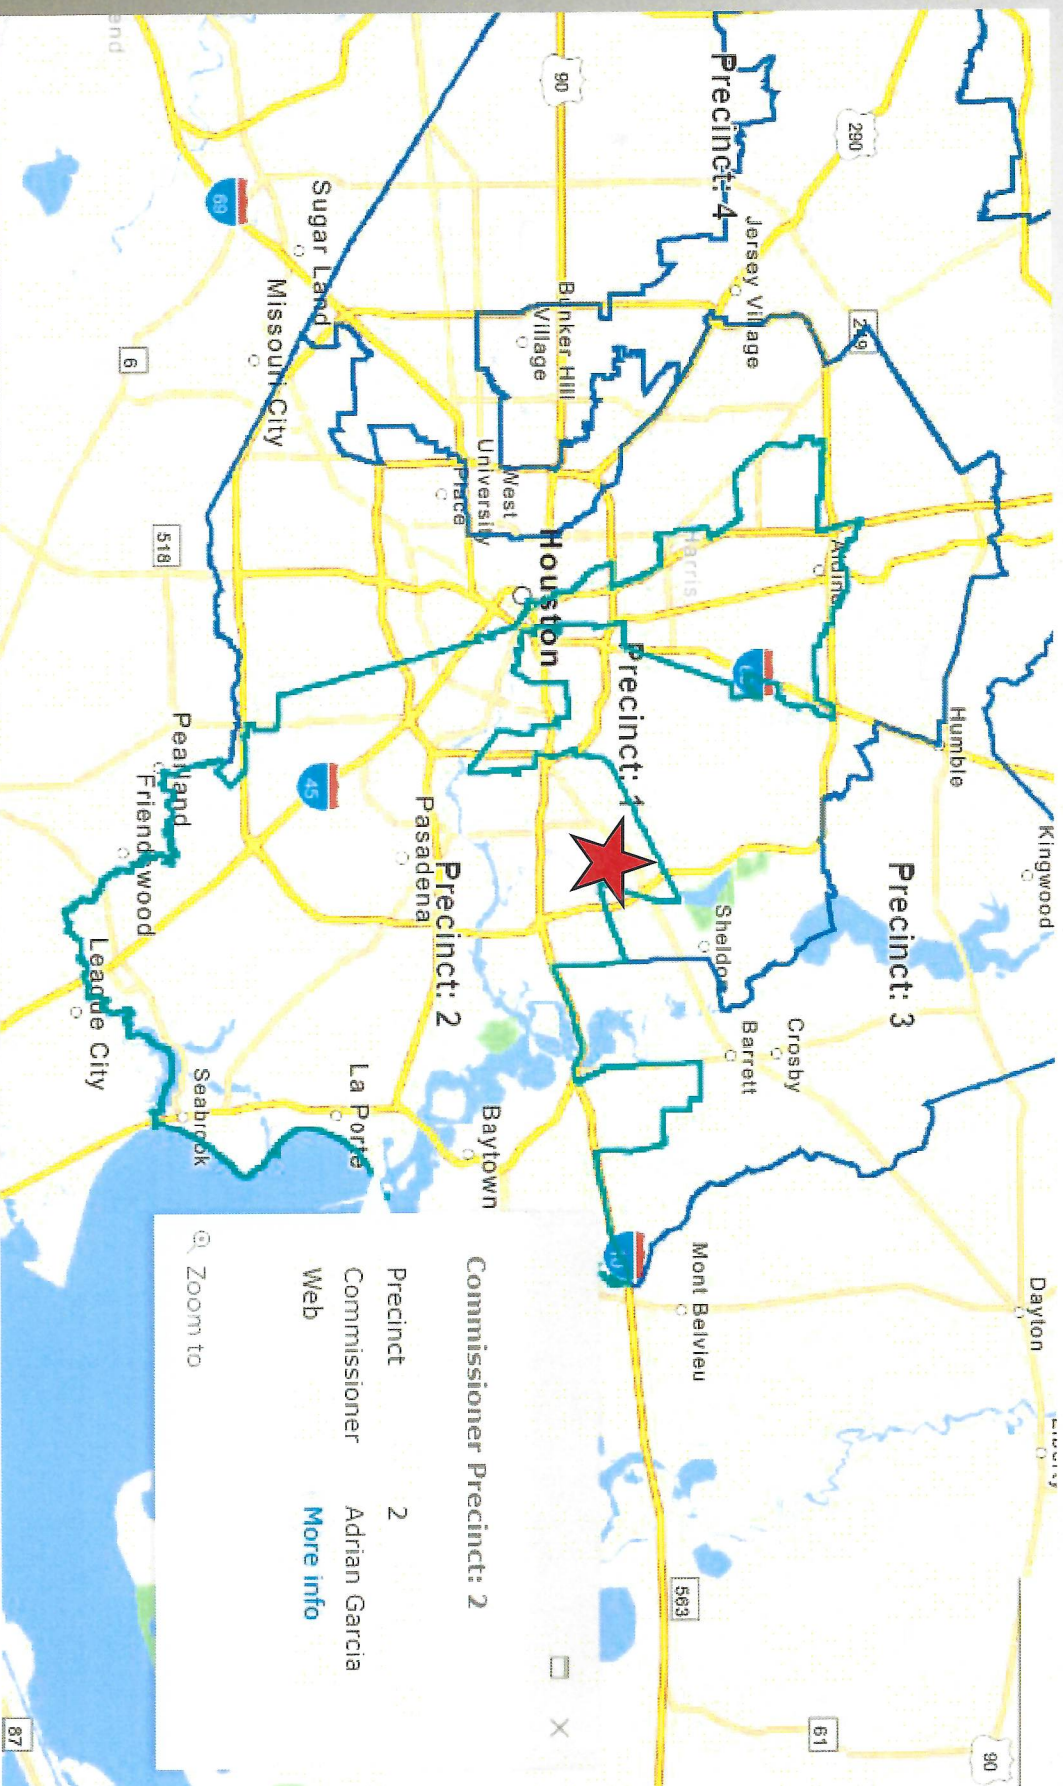 Kingwood
Dayton
90
Humble
Precinct: 3
290
249
Aldine
Crosby
61
Jersey Village
Barrett
Precinct: 4
Sheldon
Harris
Mont Belvieu
563
Precinct: 1
90
Bunker Hill
Village
Houston
10
West
University
Place
Baytown
Commissioner Precinct: 2
Precinct: 2
Pasadena
Precinct 2
Commissioner Adrian Garcia
Web More info
La Porte
Sugar Land
45
Missouri City
69
Seabrook
Zoom to
518
Pearland
Friendswood
6
League City
87